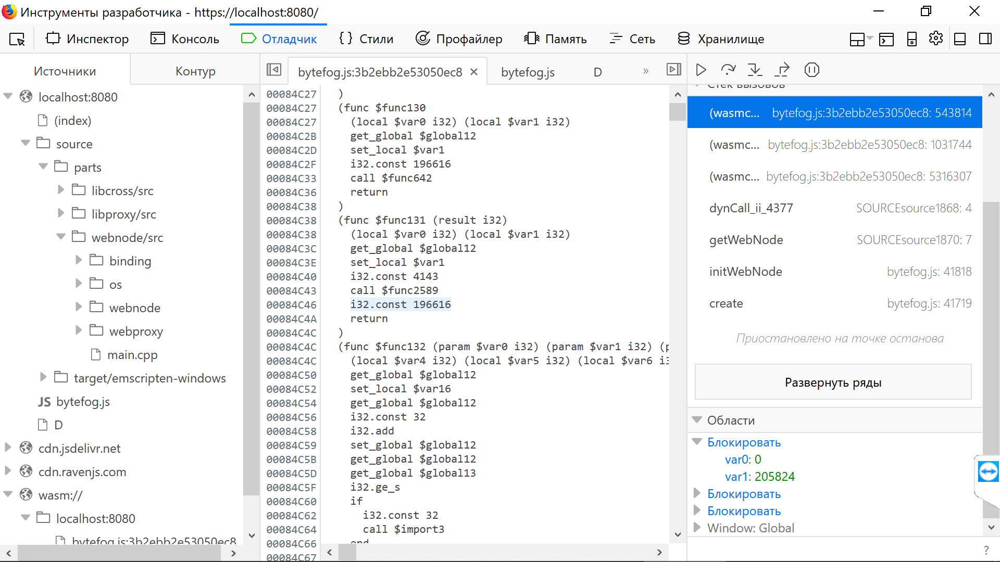 Инструменты разработчика - https://localhost:8080/
Инспектор
Консоль
Отладчик
{ } Стили
Профайлер
Память
Сеть
Хранилище
Источники
Контур
localhost:8080
(index)
source
parts
libcross/src
libproxy/src
webnode/src
binding
os
webnode
webproxy
main.cpp
target/emscripten-windows
JS bytefog.js
D
cdn.jsdelivr.net
cdn.ravenjs.com
wasm://
localhost:8080
bytefog.js:3b2ebb2e53050ec8
bytefog.js:3b2ebb2e53050ec8
bytefog.js
D
»
00084C27 )
00084C27 (func $func130
00084C27 (local $var0 i32) (local $var1 i32)
00084C2B get_global $global12
00084C2D set_local $var1
00084C2F i32.const 196616
00084C33 call $func642
00084C36 return
00084C38 )
00084C38 (func $func131 (result i32)
00084C38 (local $var0 i32) (local $var1 i32)
00084C3C get_global $global12
00084C3E set_local $var1
00084C40 i32.const 4143
00084C43 call $func2589
00084C46 i32.const 196616
00084C4A return
00084C4C )
00084C4C (func $func132 (param $var0 i32) (param $var1 i32) (p
00084C4C (local $var4 i32) (local $var5 i32) (local $var6 i3
00084C50 get_global $global12
00084C52 set_local $var16
00084C54 get_global $global12
00084C56 i32.const 32
00084C58 i32.add
00084C59 set_global $global12
00084C5B get_global $global12
00084C5D get_global $global13
00084C5F i32.ge_s
00084C60 if
00084C62 i32.const 32
00084C64 call $import3
00084C66 end
00084C67
Стек вызовов
(wasmc... bytefog.js:3b2ebb2e53050ec8: 543814
(wasmc... bytefog.js:3b2ebb2e53050ec8: 1031744
(wasmc... bytefog.js:3b2ebb2e53050ec8: 5316307
dynCall_ii_4377 SOURCEsource1868: 4
getWebNode SOURCEsource1870: 7
initWebNode bytefog.js: 41818
create bytefog.js: 41719
Приостановлено на точке останова
Развернуть ряды
Области
Блокировать
var0: 0
var1: 205824
Блокировать
Блокировать
Window: Global
?